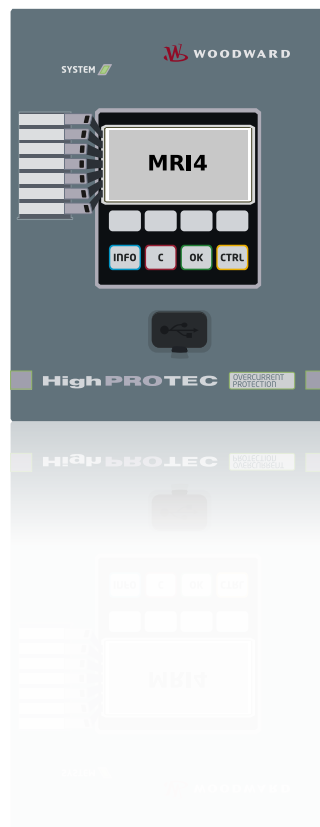 WOODWARD
SYSTEM
MRI4
INFO C OK CTRL
HighPROTEC OVERCURRENT
PROTECTION